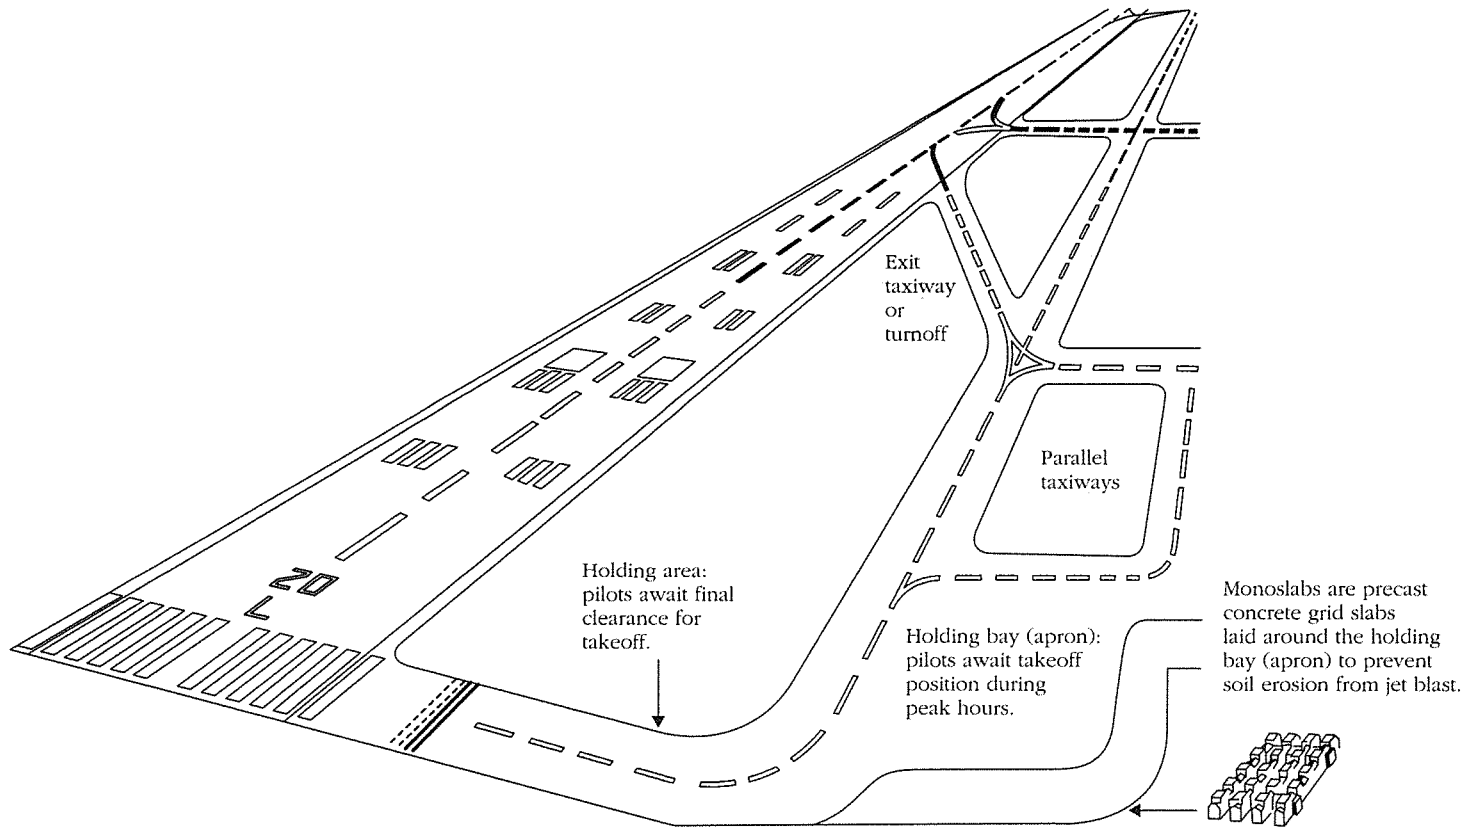 Exit
taxiway
or
turnoff
Parallel
taxiways
20
L
Holding area:
pilots await final
clearance for
takeoff.
Holding bay (apron):
pilots await takeoff
position during
peak hours.
Monoslabs are precast
concrete grid slabs
laid around the holding
bay (apron) to prevent
soil erosion from jet blast.